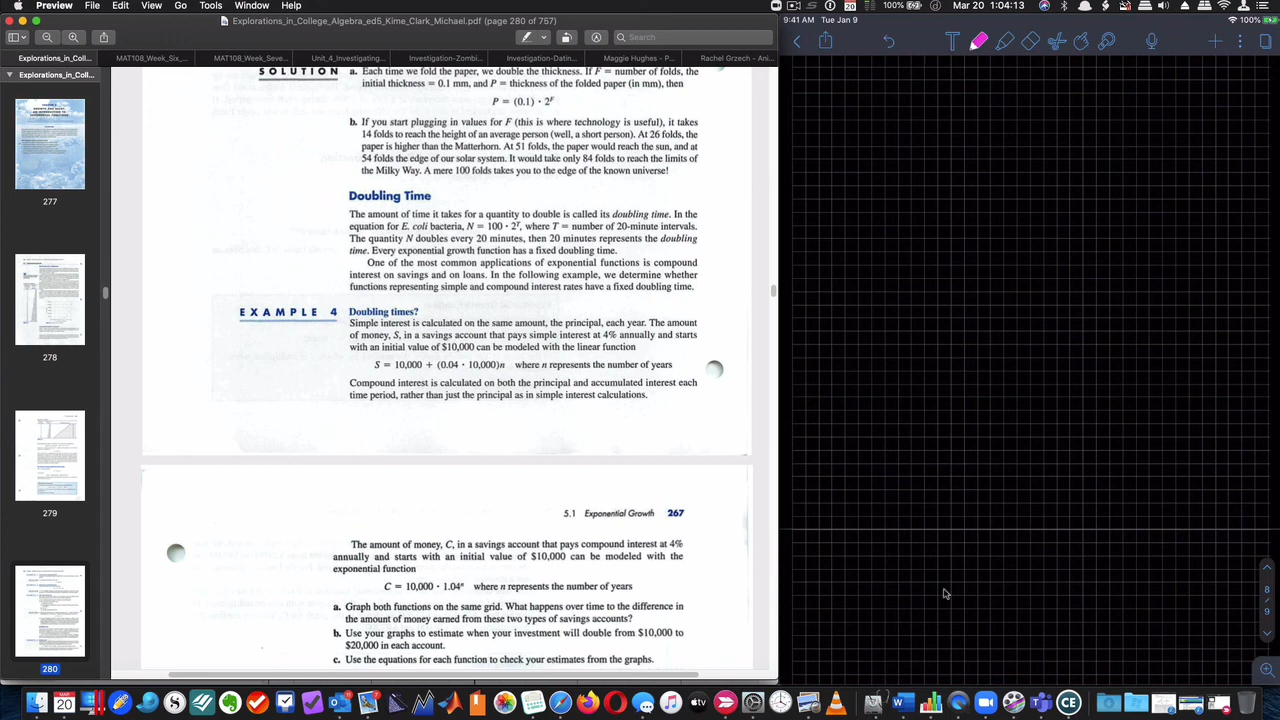 Preview File Edit View Go Tools Window Help
100% Mar 20 1:04:13
9:41 AM Tue Jan 9
100%
Explorations_in_College_Algebra_ed5_Kime_Clark_Michael.pdf (page 280 of 757)
Search
Explorations_in_Coll...
MAT108_Week_Six_...
MAT108_Week_Seve...
Unit_4_Investigating...
Investigation-Zombi...
Investigation-Datin...
Maggie Hughes - P...
Rachel Grzech - Ani...
Explorations_in_Coll...
277
278
279
280
SOLUTION
a. Each time we fold the paper, we double the thickness. If F = number of folds, the
initial thickness = 0.1 mm, and P = thickness of the folded paper (in mm), then
P = (0.1) · 2^F
b. If you start plugging in values for F (this is where technology is useful), it takes
14 folds to reach the height of an average person (well, a short person). At 26 folds, the
paper is higher than the Matterhorn. At 51 folds, the paper would reach the sun, and at
54 folds the edge of our solar system. It would take only 84 folds to reach the limits of
the Milky Way. A mere 100 folds takes you to the edge of the known universe!
Doubling Time
The amount of time it takes for a quantity to double is called its doubling time. In the
equation for E. coli bacteria, N = 100 · 2^T, where T = number of 20-minute intervals.
The quantity N doubles every 20 minutes, then 20 minutes represents the doubling
time. Every exponential growth function has a fixed doubling time.
One of the most common applications of exponential functions is compound
interest on savings and on loans. In the following example, we determine whether
functions representing simple and compound interest rates have a fixed doubling time.
EXAMPLE 4
Doubling times?
Simple interest is calculated on the same amount, the principal, each year. The amount
of money, S, in a savings account that pays simple interest at 4% annually and starts
with an initial value of $10,000 can be modeled with the linear function
S = 10,000 + (0.04 · 10,000)n where n represents the number of years
Compound interest is calculated on both the principal and accumulated interest each
time period, rather than just the principal as in simple interest calculations.
5.1 Exponential Growth 267
The amount of money, C, in a savings account that pays compound interest at 4%
annually and starts with an initial value of $10,000 can be modeled with the
exponential function
C = 10,000 · 1.04^n where n represents the number of years
a. Graph both functions on the same grid. What happens over time to the difference in
the amount of money earned from these two types of savings accounts?
b. Use your graphs to estimate when your investment will double from $10,000 to
$20,000 in each account.
c. Use the equations for each function to check your estimates from the graphs.
8
9
MAR
20
tv
CE